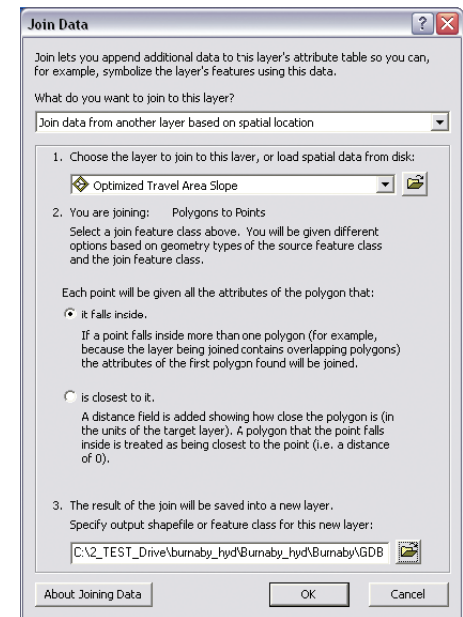 Join Data
Join lets you append additional data to this layer's attribute table so you can,
for example, symbolize the layer's features using this data.
What do you want to join to this layer?
Join data from another layer based on spatial location
1. Choose the layer to join to this layer, or load spatial data from disk:
Optimized Travel Area Slope
2. You are joining: Polygons to Points
Select a join feature class above. You will be given different
options based on geometry types of the source feature class
and the join feature class.
Each point will be given all the attributes of the polygon that:
it falls inside.
If a point falls inside more than one polygon (for example,
because the layer being joined contains overlapping polygons)
the attributes of the first polygon found will be joined.
is closest to it.
A distance field is added showing how close the polygon is (in
the units of the target layer). A polygon that the point falls
inside is treated as being closest to the point (i.e. a distance
of 0).
3. The result of the join will be saved into a new layer.
Specify output shapefile or feature class for this new layer:
C:\2_TEST_Drive\burnaby_hyd\Burnaby_hyd\Burnaby\GDB
About Joining Data
OK
Cancel